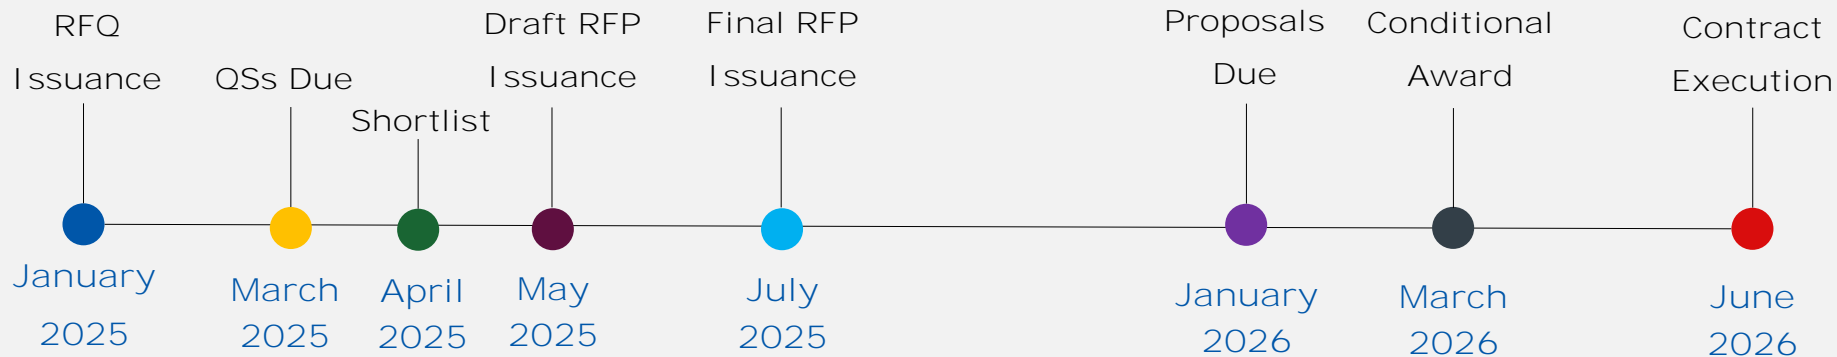 RFQ
Issuance
QSs Due
Shortlist
Draft RFP
Issuance
Final RFP
Issuance
Proposals
Due
Conditional
Award
Contract
Execution
January
2025
March
2025
April
2025
May
2025
July
2025
January
2026
March
2026
June
2026